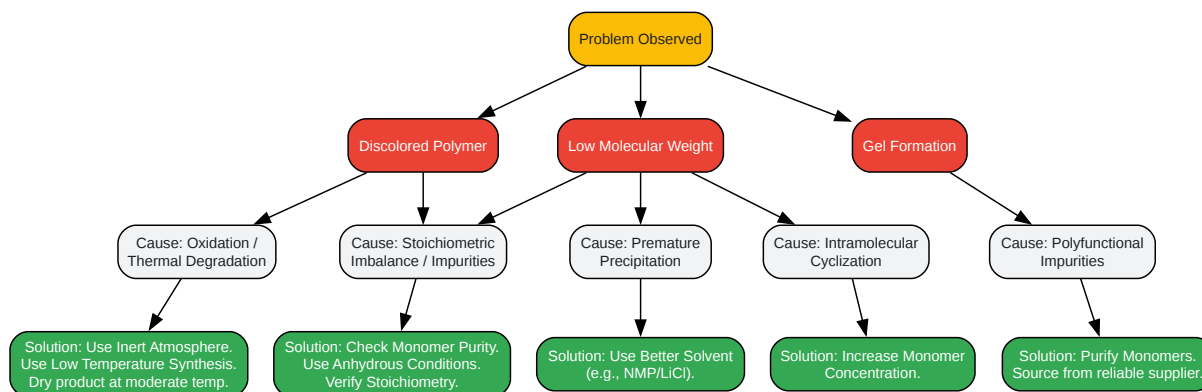 Problem Observed
Discolored Polymer
Low Molecular Weight
Gel Formation
Cause: Oxidation /
Thermal Degradation
Cause: Stoichiometric
Imbalance / Impurities
Cause: Premature
Precipitation
Cause: Intramolecular
Cyclization
Cause: Polyfunctional
Impurities
Solution: Use Inert Atmosphere.
Use Low Temperature Synthesis.
Dry product at moderate temp.
Solution: Check Monomer Purity.
Use Anhydrous Conditions.
Verify Stoichiometry.
Solution: Use Better Solvent
(e.g., NMP/LiCl).
Solution: Increase Monomer
Concentration.
Solution: Purify Monomers.
Source from reliable supplier.